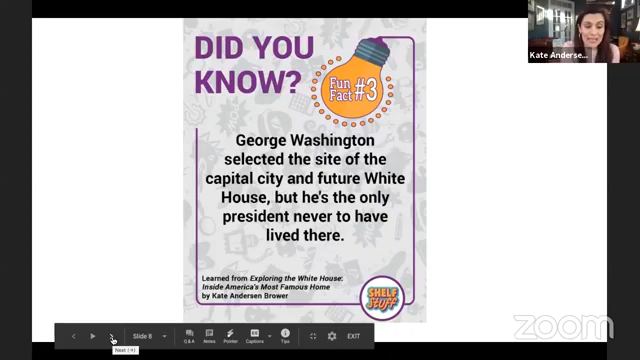 DID YOU
KNOW?
Fun
Fact #3
George Washington
selected the site of the
capital city and future White
House, but he's the only
president never to have
lived there.
Learned from Exploring the White House:
Inside America's Most Famous Home
by Kate Andersen Brower
SHELF
STUFF
Kate Anderse...
Slide 8
Q&A
Notes
Pointer
Captions
Tips
EXIT
Next (→)
zoom